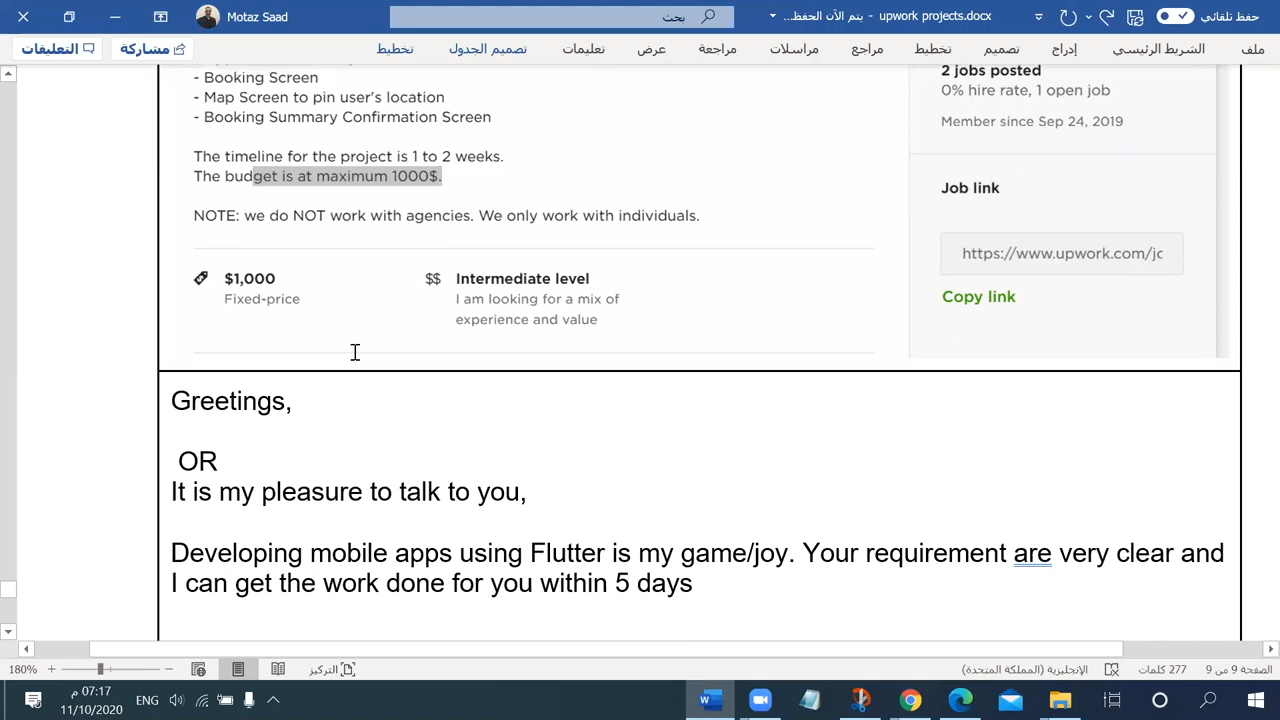 Motaz Saad
بحث
upwork projects.docx - يتم الآن الحفظ...
حفظ تلقائي
ملف
الشريط الرئيسي
إدراج
تصميم
تخطيط
مراجع
مراسلات
مراجعة
عرض
تعليمات
تصميم الجدول
تخطيط
مشاركة
التعليقات
- Booking Screen
- Map Screen to pin user's location
- Booking Summary Confirmation Screen
The timeline for the project is 1 to 2 weeks.
The budget is at maximum 1000$.
NOTE: we do NOT work with agencies. We only work with individuals.
$1,000
Fixed-price
$$ Intermediate level
I am looking for a mix of
experience and value
2 jobs posted
0% hire rate, 1 open job
Member since Sep 24, 2019
Job link
https://www.upwork.com/jc
Copy link
Greetings,
OR
It is my pleasure to talk to you,
Developing mobile apps using Flutter is my game/joy. Your requirement are very clear and
I can get the work done for you within 5 days
الصفحة 9 من 9
277 كلمات
الإنجليزية (المملكة المتحدة)
التركيز
180%
07:17 م
11/10/2020
ENG